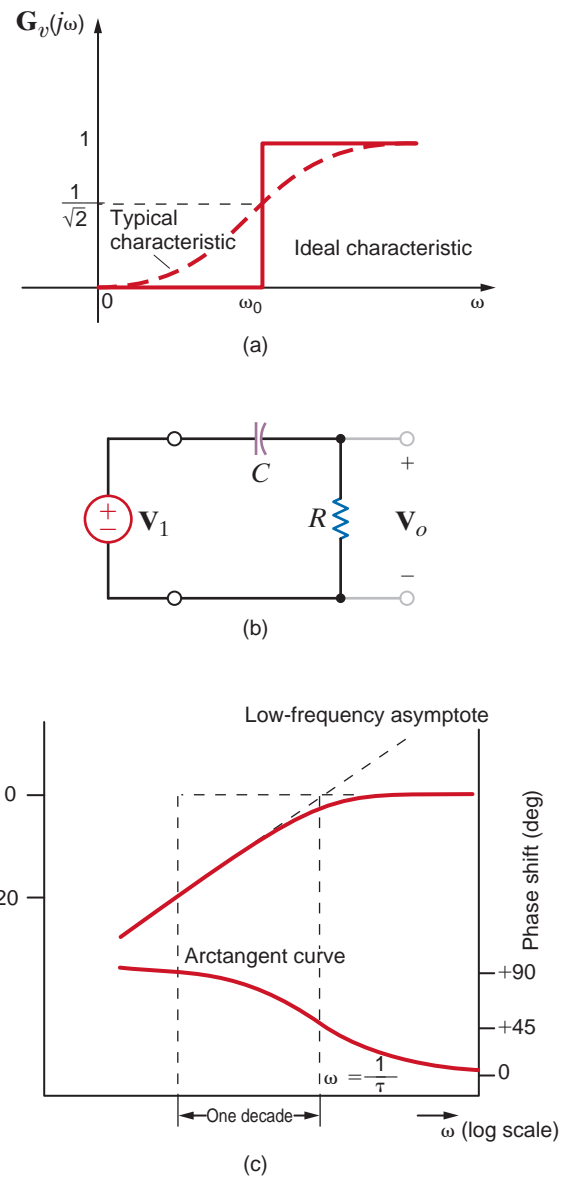 G_v(jω)
1
1
√2
Typical
characteristic
Ideal characteristic
0
ω0
ω
(a)
C
+
+
−
V1
R
Vo
−
(b)
Low-frequency asymptote
0
20
Phase shift (deg)
Arctangent curve
+90
+45
0
ω = 1/τ
One decade
ω (log scale)
(c)